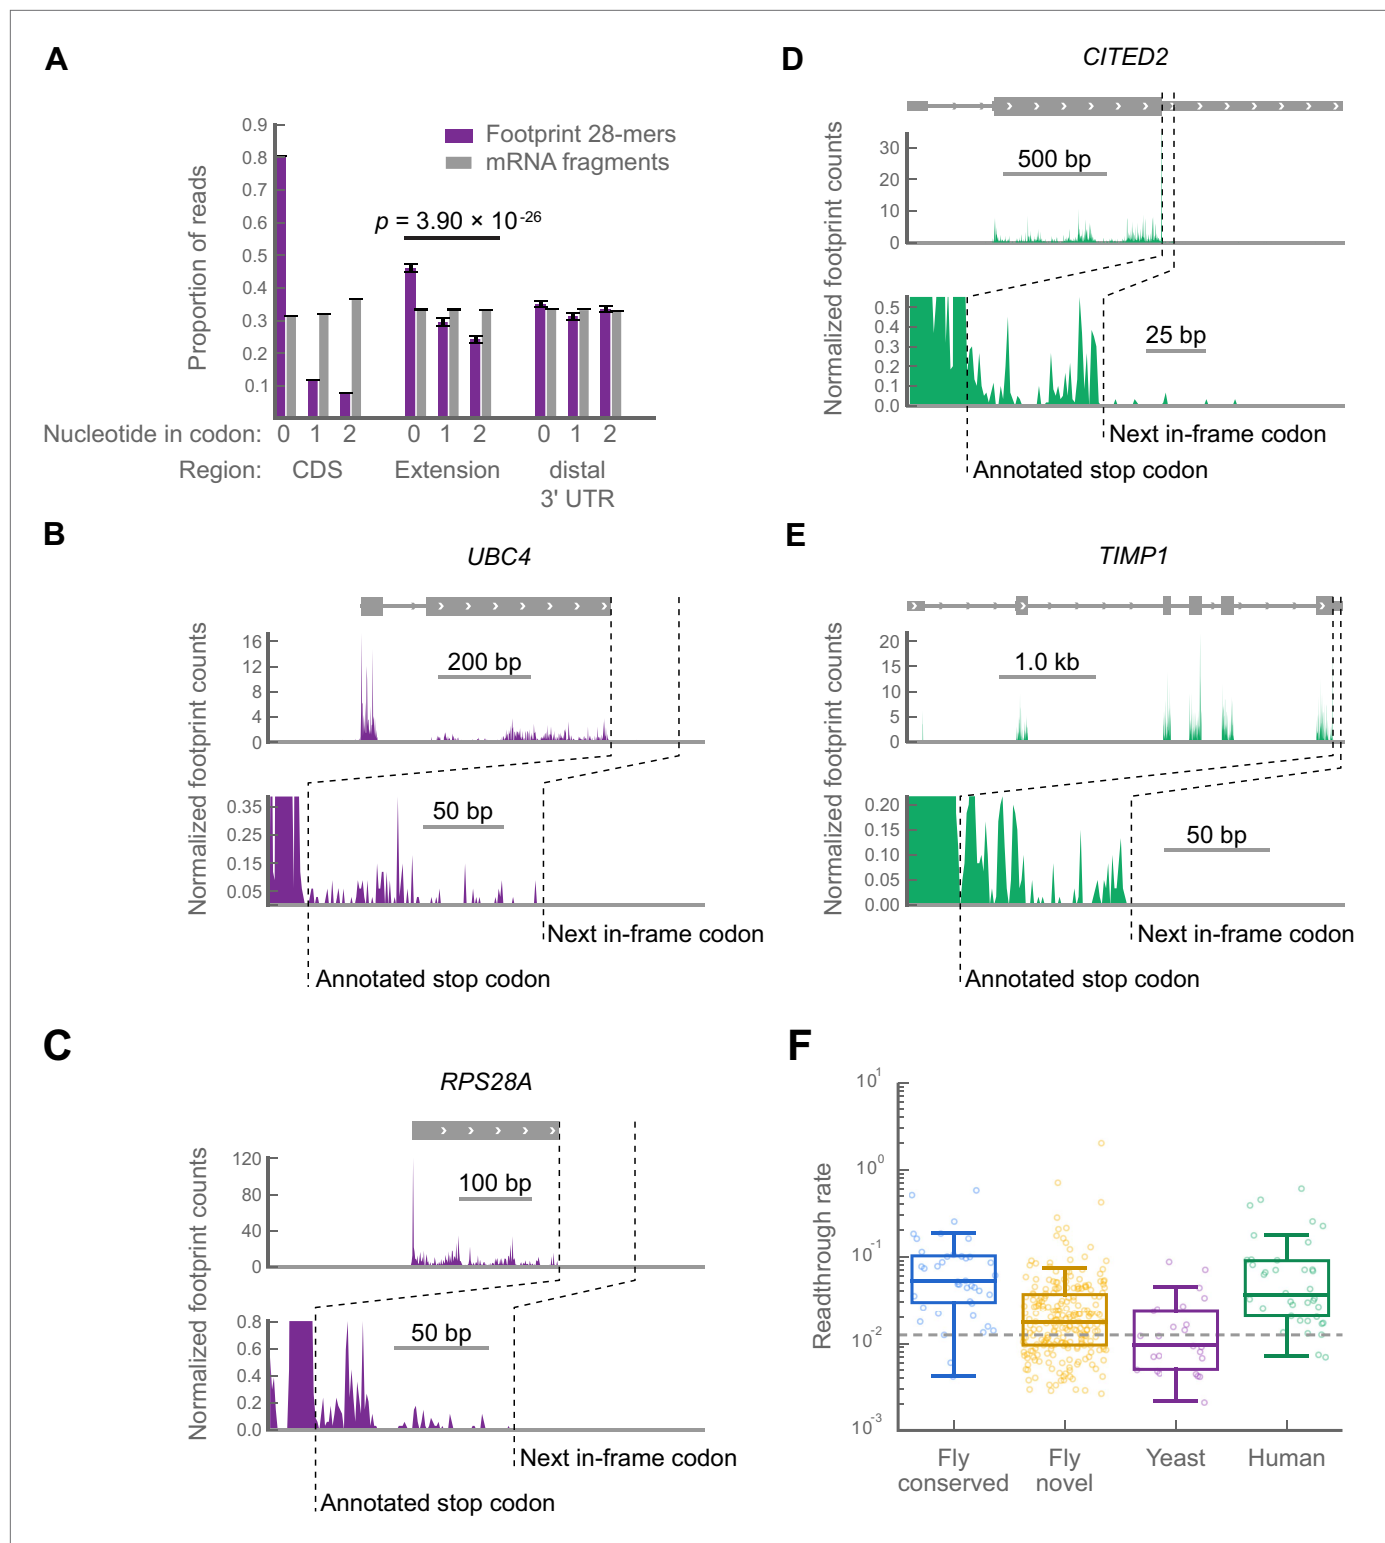 A
0.9
0.8
0.7
0.6
0.5
0.4
0.3
0.2
0.1
Proportion of reads
Footprint 28-mers
mRNA fragments
p = 3.90 × 10-26
Nucleotide in codon: 0 1 2 0 1 2 0 1 2
Region: CDS Extension distal
3' UTR
B
UBC4
Normalized footprint counts
16
12
8
4
0
200 bp
Normalized footprint counts
0.35
0.25
0.15
0.05
50 bp
Next in-frame codon
Annotated stop codon
C
RPS28A
Normalized footprint counts
120
80
40
0
100 bp
0.8
0.6
0.4
0.2
0.0
50 bp
Next in-frame codon
Annotated stop codon
D
CITED2
Normalized footprint counts
30
20
10
0
500 bp
0.5
0.4
0.3
0.2
0.1
0.0
25 bp
Next in-frame codon
Annotated stop codon
E
TIMP1
Normalized footprint counts
20
15
10
5
0
1.0 kb
0.20
0.15
0.10
0.05
0.00
50 bp
Next in-frame codon
Annotated stop codon
F
Readthrough rate
101
100
10-1
10-2
10-3
Fly Fly Yeast Human
conserved novel